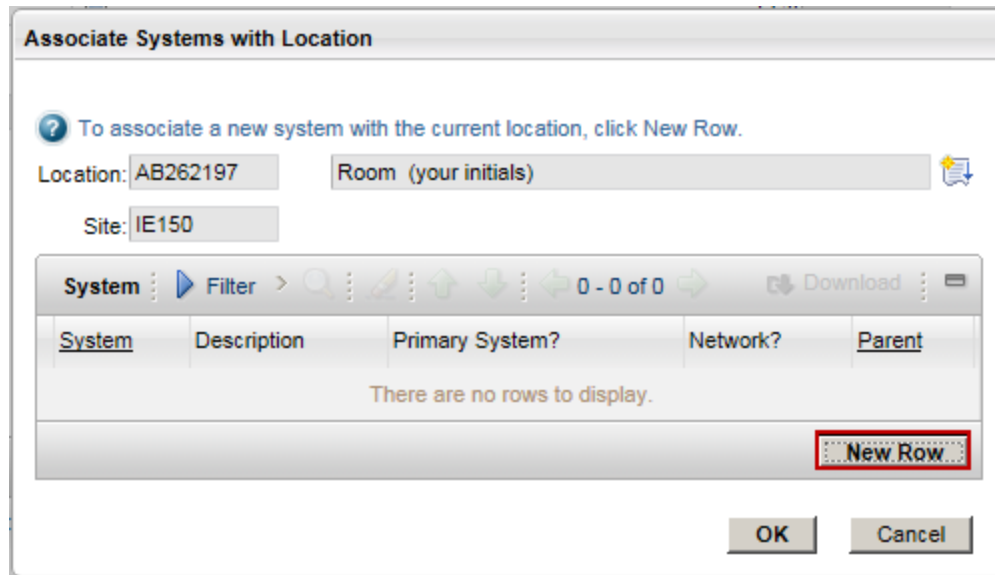 Associate Systems with Location
? To associate a new system with the current location, click New Row.
Location: AB262197 Room (your initials)
Site: IE150
System Filter > 0 - 0 of 0 Download
System Description Primary System? Network? Parent
There are no rows to display.
New Row
OK Cancel